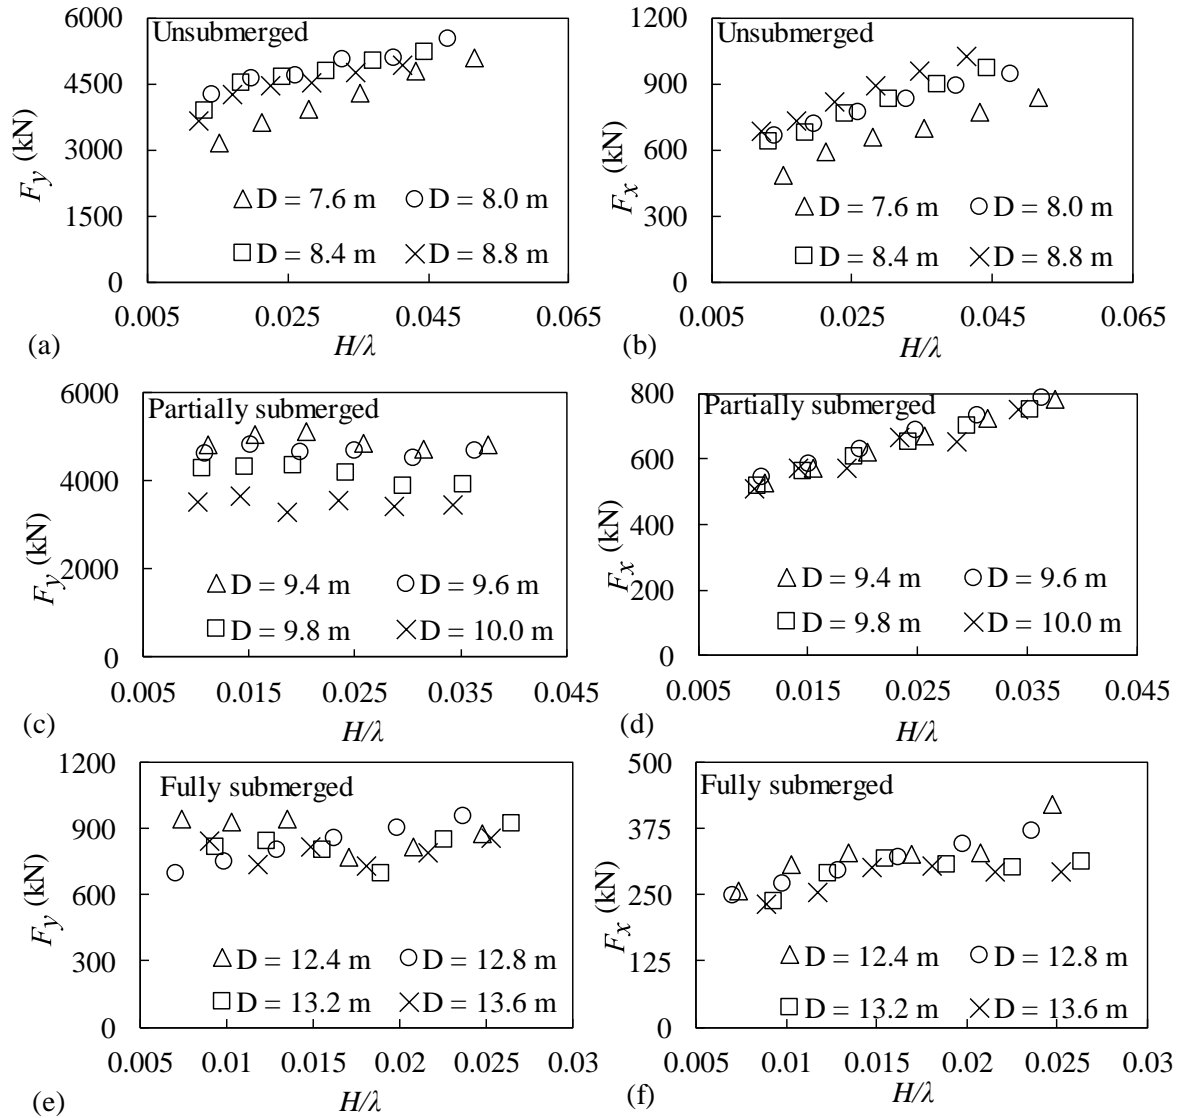 6000
Unsubmerged
4500
3000
1500
0
F_y (kN)
D = 7.6 m
D = 8.0 m
D = 8.4 m
D = 8.8 m
0.005 0.025 0.045 0.065
(a)
H/λ
1200
Unsubmerged
900
600
300
0
F_x (kN)
D = 7.6 m
D = 8.0 m
D = 8.4 m
D = 8.8 m
0.005 0.025 0.045 0.065
(b)
H/λ
6000
Partially submerged
4000
2000
0
F_y (kN)
D = 9.4 m
D = 9.6 m
D = 9.8 m
D = 10.0 m
0.005 0.015 0.025 0.035 0.045
(c)
H/λ
800
Partially submerged
600
400
200
0
F_x (kN)
D = 9.4 m
D = 9.6 m
D = 9.8 m
D = 10.0 m
0.005 0.015 0.025 0.035 0.045
(d)
H/λ
1200
Fully submerged
900
600
300
0
F_y (kN)
D = 12.4 m
D = 12.8 m
D = 13.2 m
D = 13.6 m
0.005 0.01 0.015 0.02 0.025 0.03
(e)
H/λ
500
Fully submerged
375
250
125
0
F_x (kN)
D = 12.4 m
D = 12.8 m
D = 13.2 m
D = 13.6 m
0.005 0.01 0.015 0.02 0.025 0.03
(f)
H/λ